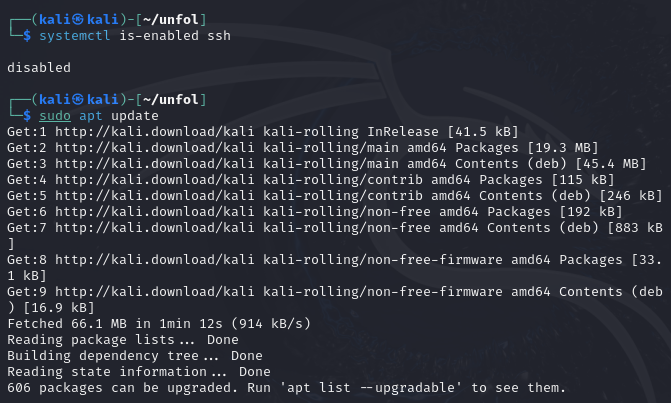 ┌──(kali㉿kali)-[~/unfol]
└─$ systemctl is-enabled ssh
disabled
┌──(kali㉿kali)-[~/unfol]
└─$ sudo apt update
Get:1 http://kali.download/kali kali-rolling InRelease [41.5 kB]
Get:2 http://kali.download/kali kali-rolling/main amd64 Packages [19.3 MB]
Get:3 http://kali.download/kali kali-rolling/main amd64 Contents (deb) [45.4 MB]
Get:4 http://kali.download/kali kali-rolling/contrib amd64 Packages [115 kB]
Get:5 http://kali.download/kali kali-rolling/contrib amd64 Contents (deb) [246 kB]
Get:6 http://kali.download/kali kali-rolling/non-free amd64 Packages [192 kB]
Get:7 http://kali.download/kali kali-rolling/non-free amd64 Contents (deb) [883 kB
]
Get:8 http://kali.download/kali kali-rolling/non-free-firmware amd64 Packages [33.
1 kB]
Get:9 http://kali.download/kali kali-rolling/non-free-firmware amd64 Contents (deb
) [16.9 kB]
Fetched 66.1 MB in 1min 12s (914 kB/s)
Reading package lists... Done
Building dependency tree... Done
Reading state information... Done
606 packages can be upgraded. Run 'apt list --upgradable' to see them.